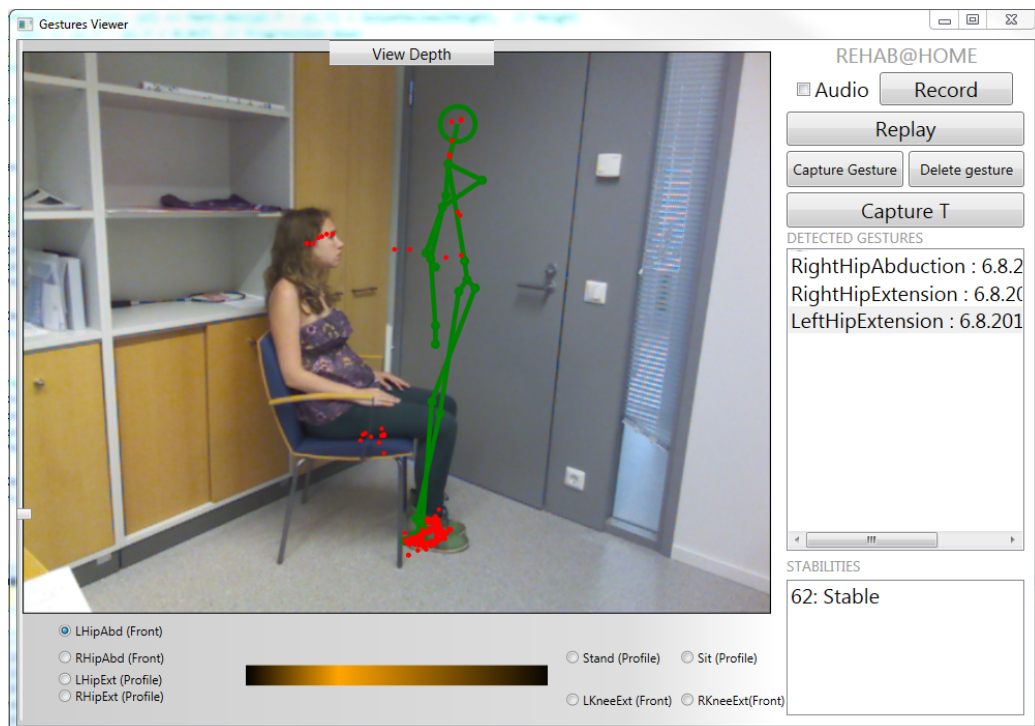 Gestures Viewer
View Depth
REHAB@HOME
Audio
Record
Replay
Capture Gesture
Delete gesture
Capture T
DETECTED GESTURES
RightHipAbduction : 6.8.2
RightHipExtension : 6.8.20
LeftHipExtension : 6.8.201
STABILITIES
62: Stable
LHipAbd (Front)
RHipAbd (Front)
LHipExt (Profile)
RHipExt (Profile)
Stand (Profile)
Sit (Profile)
LKneeExt (Front)
RKneeExt(Front)